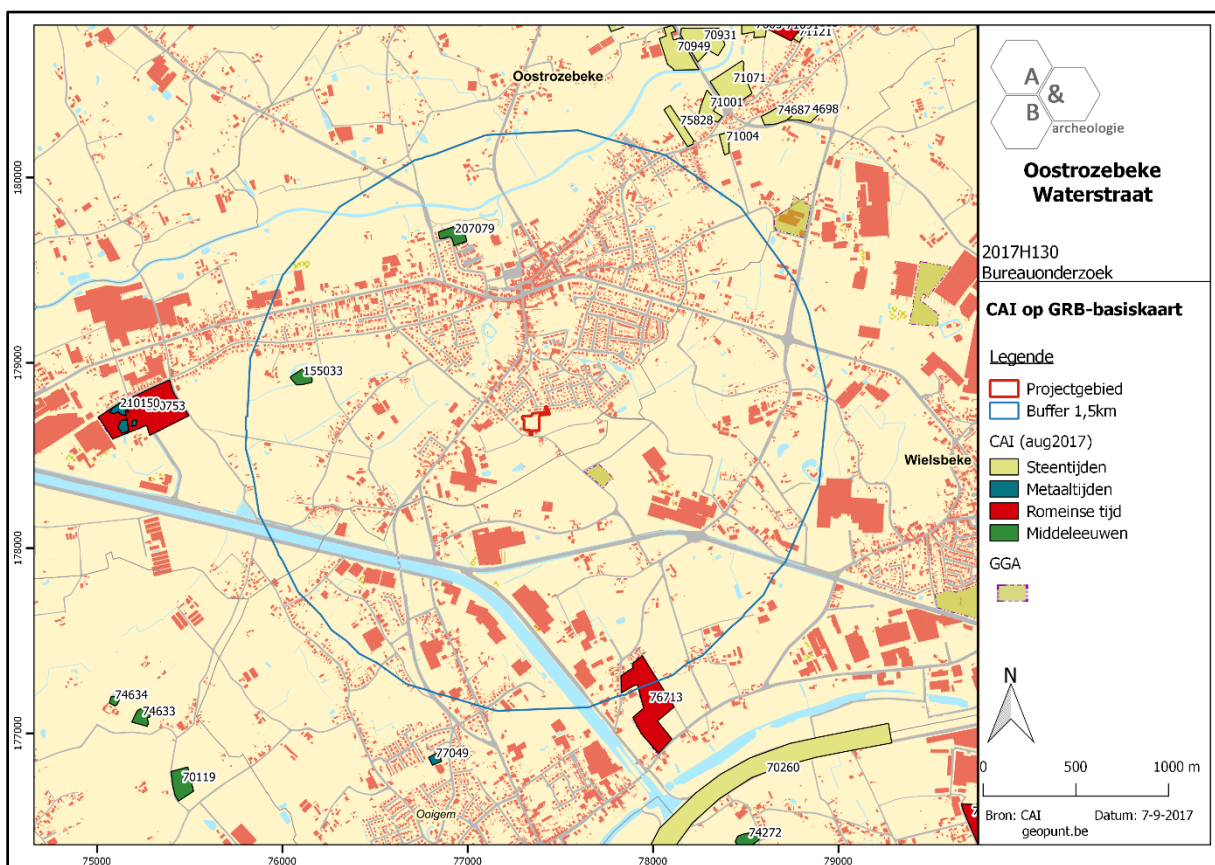 70931
71121
70949
Oostrozebeke
71071
71001
74687
4698
75828
71004
180000
207079
179000
155033
210150
0753
Wielsbeke
178000
76713
74634
74633
177000
77049
70260
70119
Ooigem
74272
75000
76000
77000
78000
79000
A
&
B
archeologie
Oostrozebeke
Waterstraat
2017H130
Bureauonderzoek
CAI op GRB-basiskaart
Legende
Projectgebied
Buffer 1,5km
CAI (aug2017)
Steentijden
Metaaltijden
Romeinse tijd
Middeleeuwen
GGA
N
0 500 1000 m
Bron: CAI Datum: 7-9-2017
geopunt.be